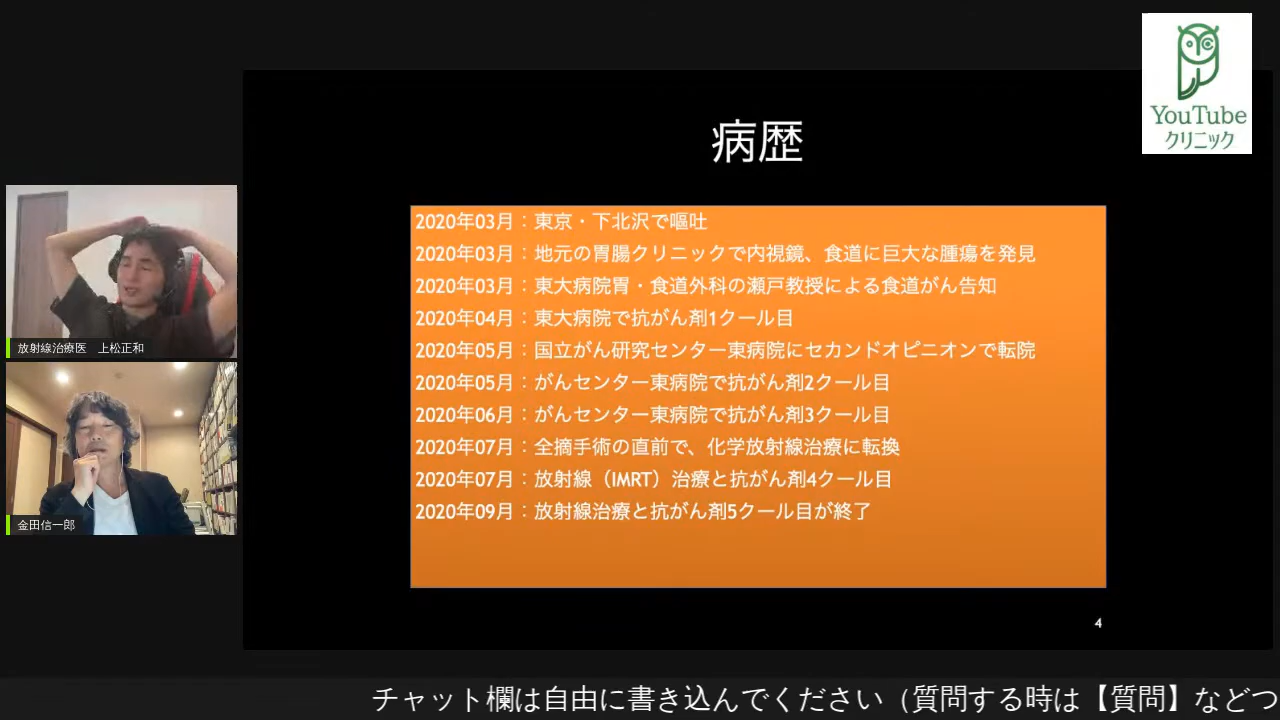 YouTube
クリニック
病歴
2020年03月：東京・下北沢で嘔吐
2020年03月：地元の胃腸クリニックで内視鏡、食道に巨大な腫瘍を発見
2020年03月：東大病院胃・食道外科の瀬戸教授による食道がん告知
2020年04月：東大病院で抗がん剤1クール目
2020年05月：国立がん研究センター東病院にセカンドオピニオンで転院
2020年05月：がんセンター東病院で抗がん剤2クール目
2020年06月：がんセンター東病院で抗がん剤3クール目
2020年07月：全摘手術の直前で、化学放射線治療に転換
2020年07月：放射線（IMRT）治療と抗がん剤4クール目
2020年09月：放射線治療と抗がん剤5クール目が終了
4
放射線治療医　上松正和
金田信一郎
チャット欄は自由に書き込んでください（質問する時は【質問】などつ